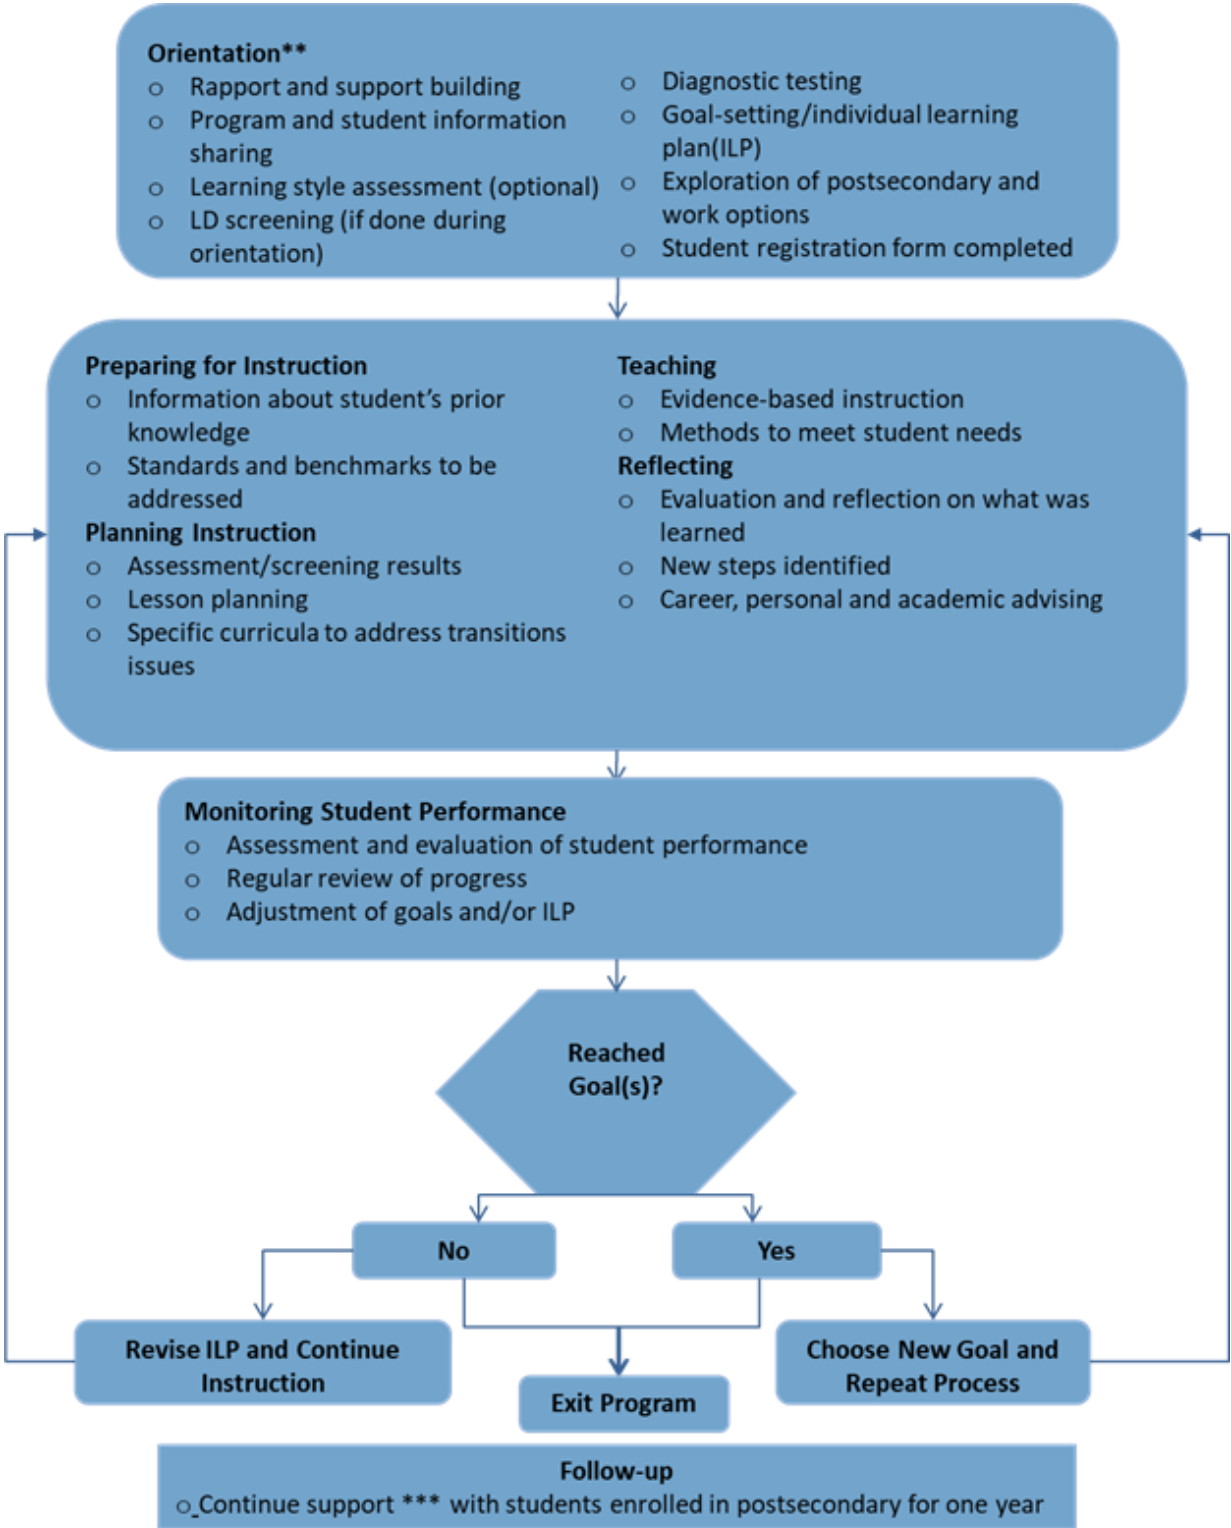 Orientation**
o Rapport and support building
o Program and student information
sharing
o Learning style assessment (optional)
o LD screening (if done during
orientation)
o Diagnostic testing
o Goal-setting/individual learning
plan(ILP)
o Exploration of postsecondary and
work options
o Student registration form completed
Preparing for Instruction
o Information about student’s prior
knowledge
o Standards and benchmarks to be
addressed
Planning Instruction
o Assessment/screening results
o Lesson planning
o Specific curricula to address transitions
issues
Teaching
o Evidence-based instruction
o Methods to meet student needs
Reflecting
o Evaluation and reflection on what was
learned
o New steps identified
o Career, personal and academic advising
Monitoring Student Performance
o Assessment and evaluation of student performance
o Regular review of progress
o Adjustment of goals and/or ILP
Reached
Goal(s)?
No
Yes
Revise ILP and Continue
Instruction
Choose New Goal and
Repeat Process
Exit Program
Follow-up
o Continue support *** with students enrolled in postsecondary for one year